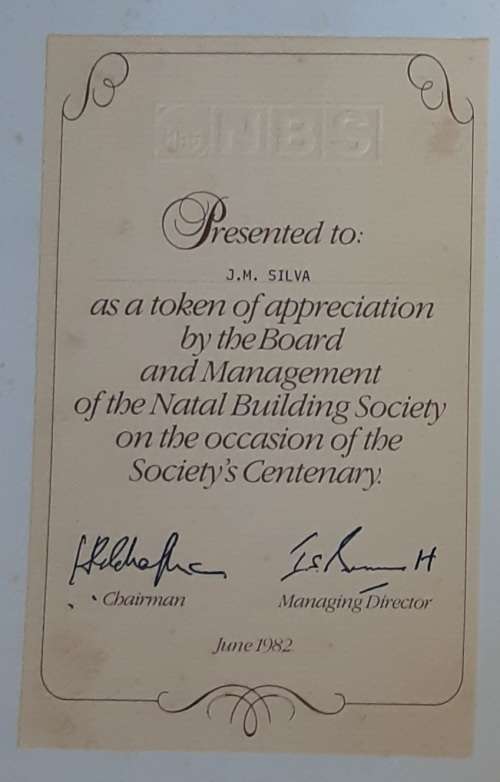 the NBS
Presented to:
J.M. SILVA
as a token of appreciation
by the Board
and Management
of the Natal Building Society
on the occasion of the
Society's Centenary.
Chairman
Managing Director
June 1982